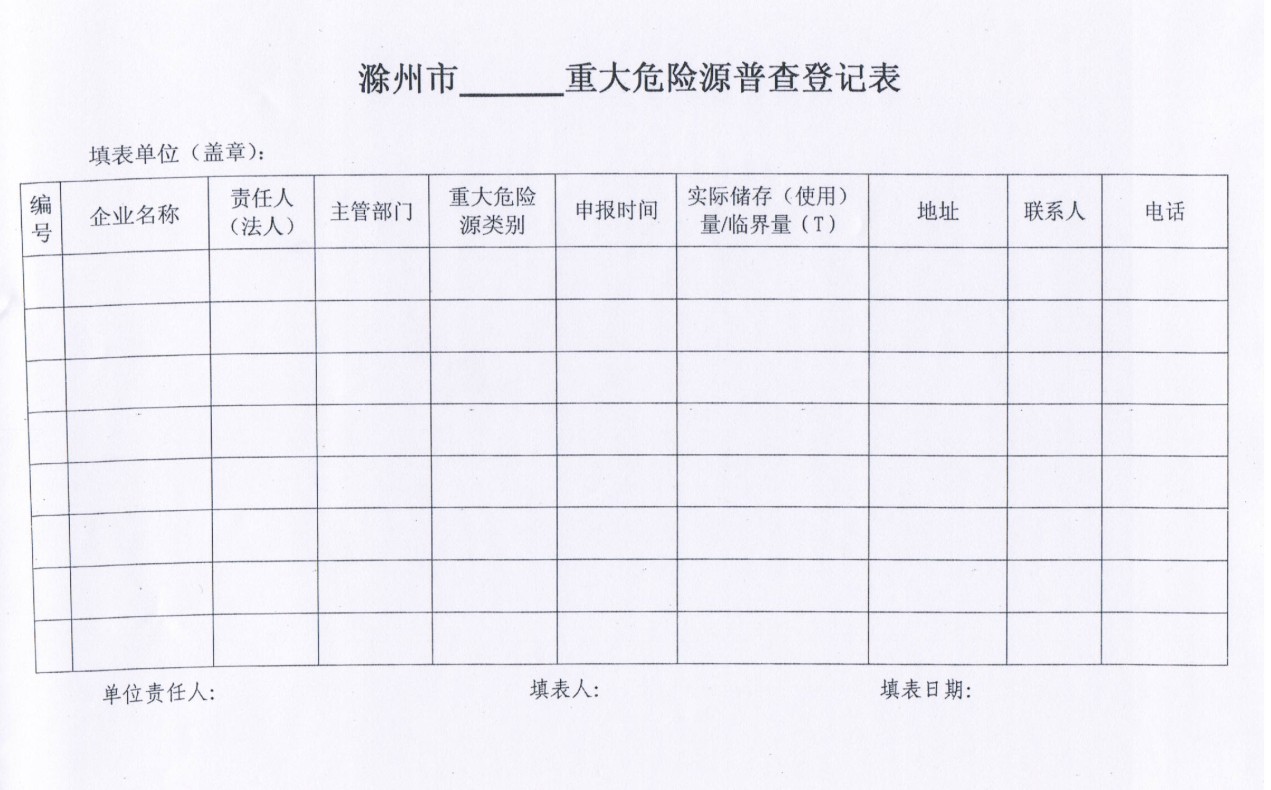 滁州市______重大危险源普查登记表
填表单位（盖章）：
编号 企业名称 责任人（法人） 主管部门 重大危险源类别 申报时间 实际储存（使用）量/临界量（T） 地址 联系人 电话
单位责任人： 填表人： 填表日期：